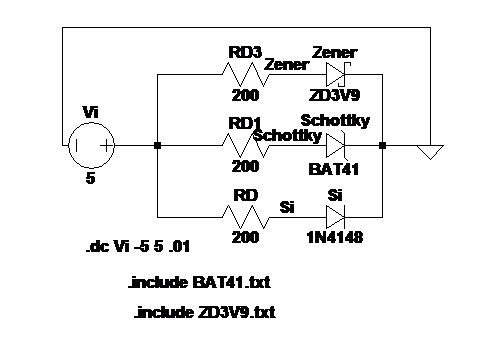 RD3 Zener
Zener
200 ZD3V9
Vi RD1 Schottky
Schottky
200 BAT41
5 RD Si
Si
200 1N4148
.dc Vi -5 5 .01
.include BAT41.txt
.include ZD3V9.txt